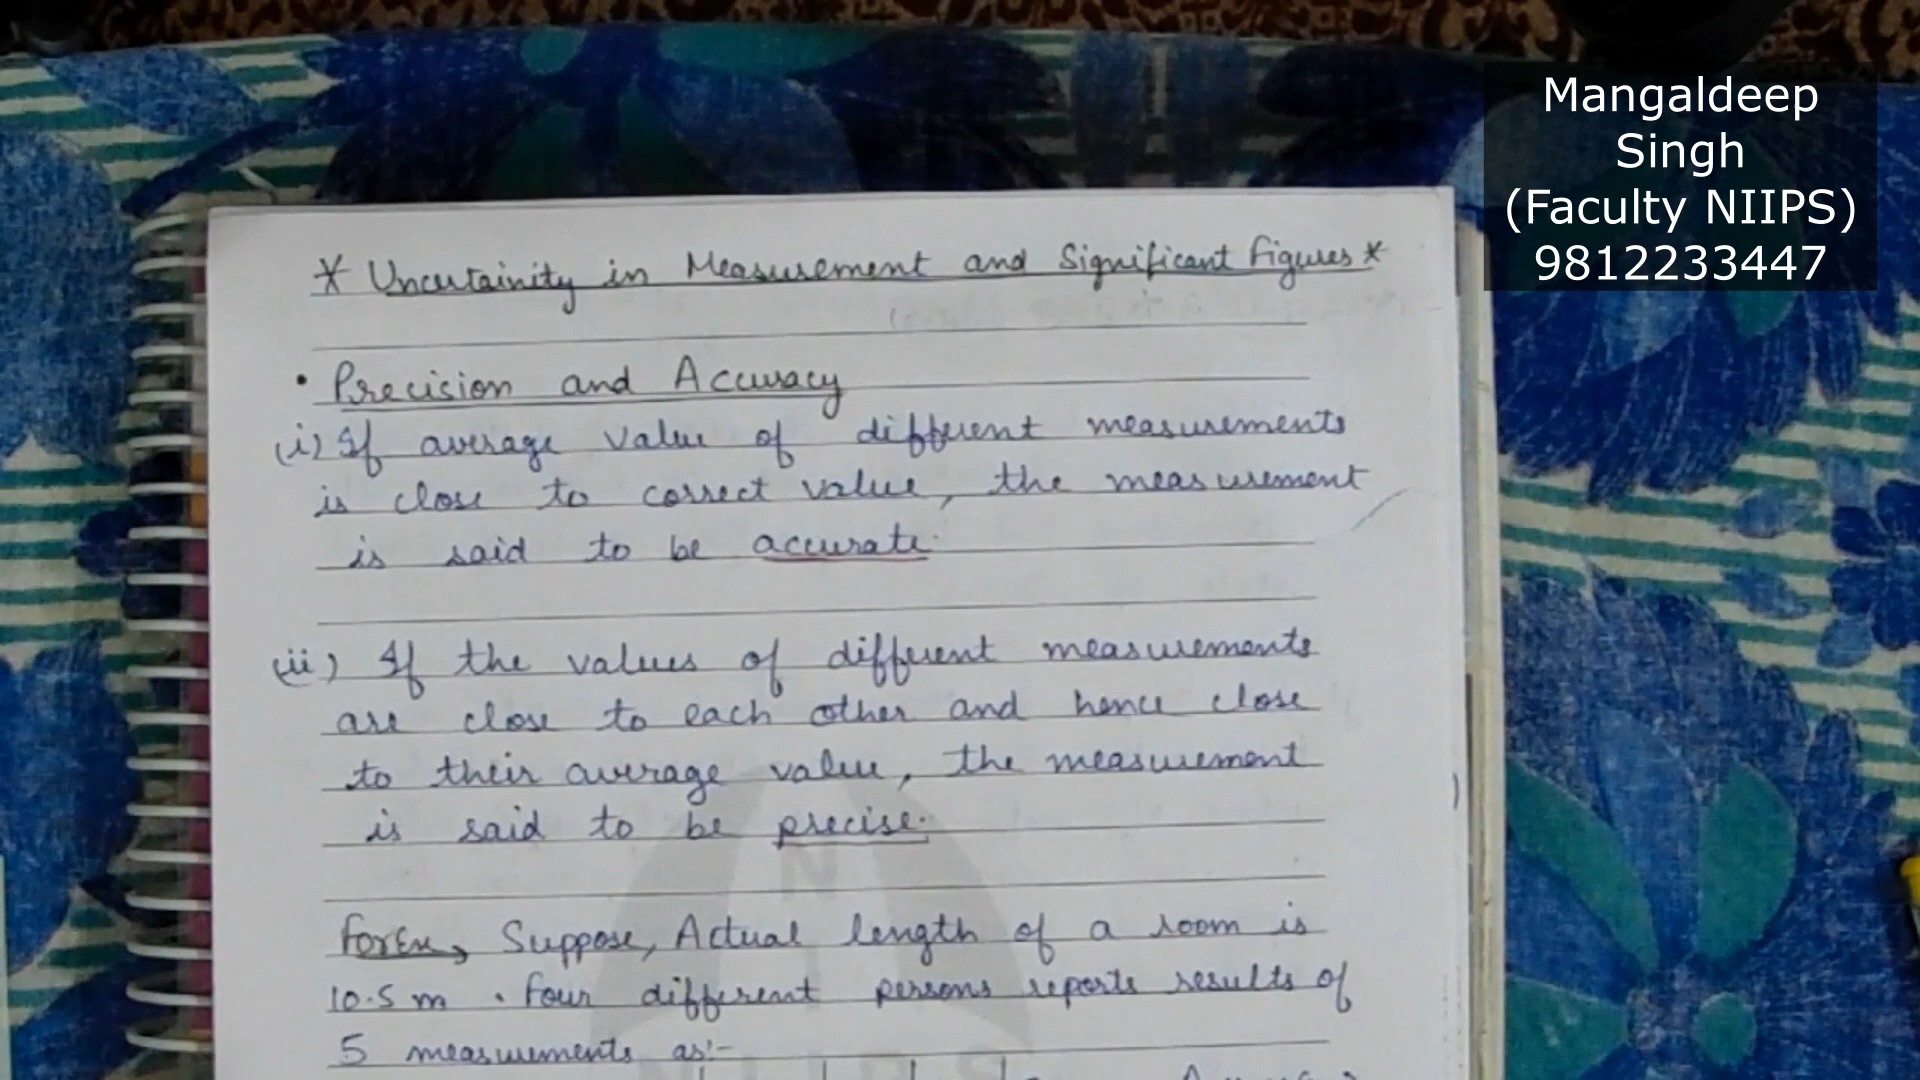 Mangaldeep
Singh
(Faculty NIIPS)
9812233447
* Uncertainity in Measurement and Significant figures *
• Precision and Accuracy
(i) If average value of different measurements
is close to correct value, the measurement
is said to be accurate.
(ii) If the values of different measurements
are close to each other and hence close
to their average value, the measurement
is said to be precise.
for Ex, Suppose, Actual length of a room is
10.5 m . four different persons reports results of
5 measurements as:-